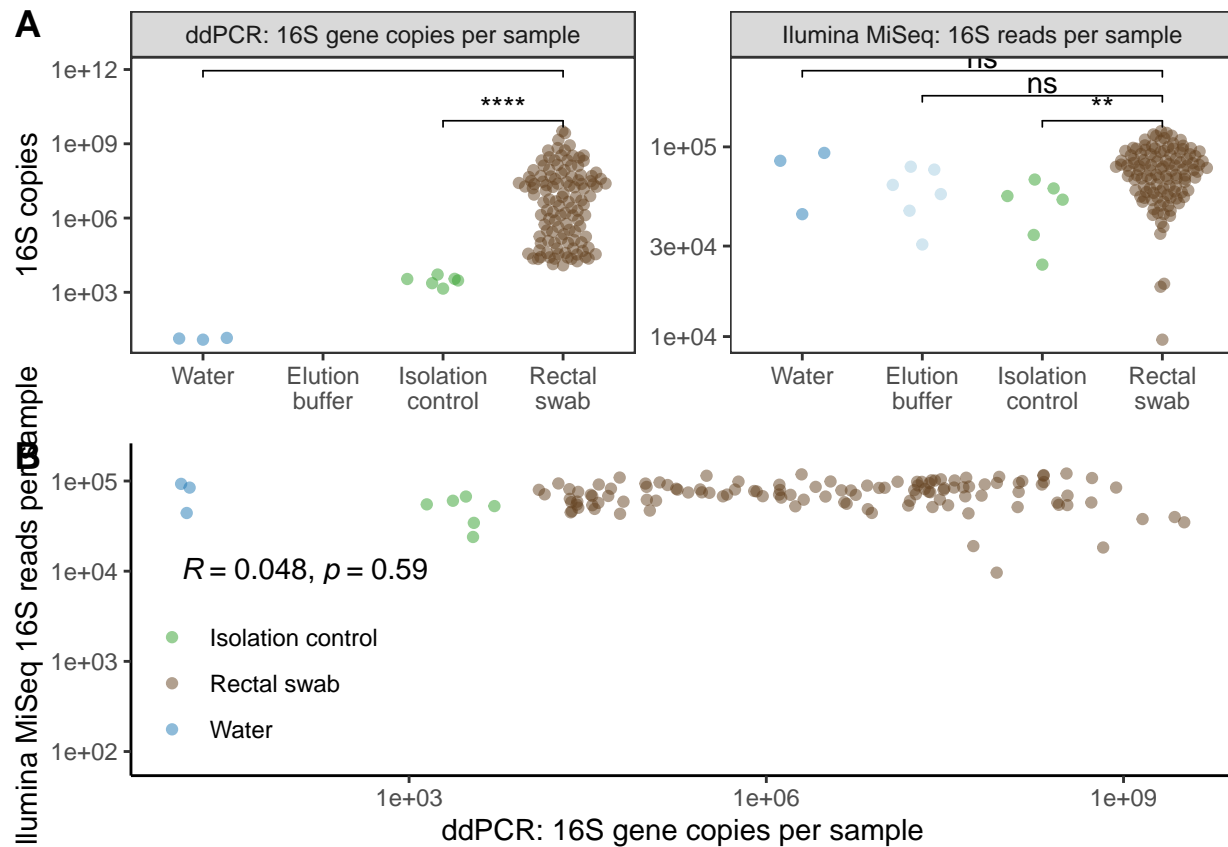 A
ddPCR: 16S gene copies per sample
Ilumina MiSeq: 16S reads per sample
16S copies
1e+12
1e+09
1e+06
1e+03
****
ns
ns
**
1e+05
3e+04
1e+04
Water
Elution
buffer
Isolation
control
Rectal
swab
Water
Elution
buffer
Isolation
control
Rectal
swab
B
Ilumina MiSeq 16S reads per sample
1e+05
1e+04
1e+03
1e+02
R = 0.048, p = 0.59
Isolation control
Rectal swab
Water
1e+03
1e+06
1e+09
ddPCR: 16S gene copies per sample